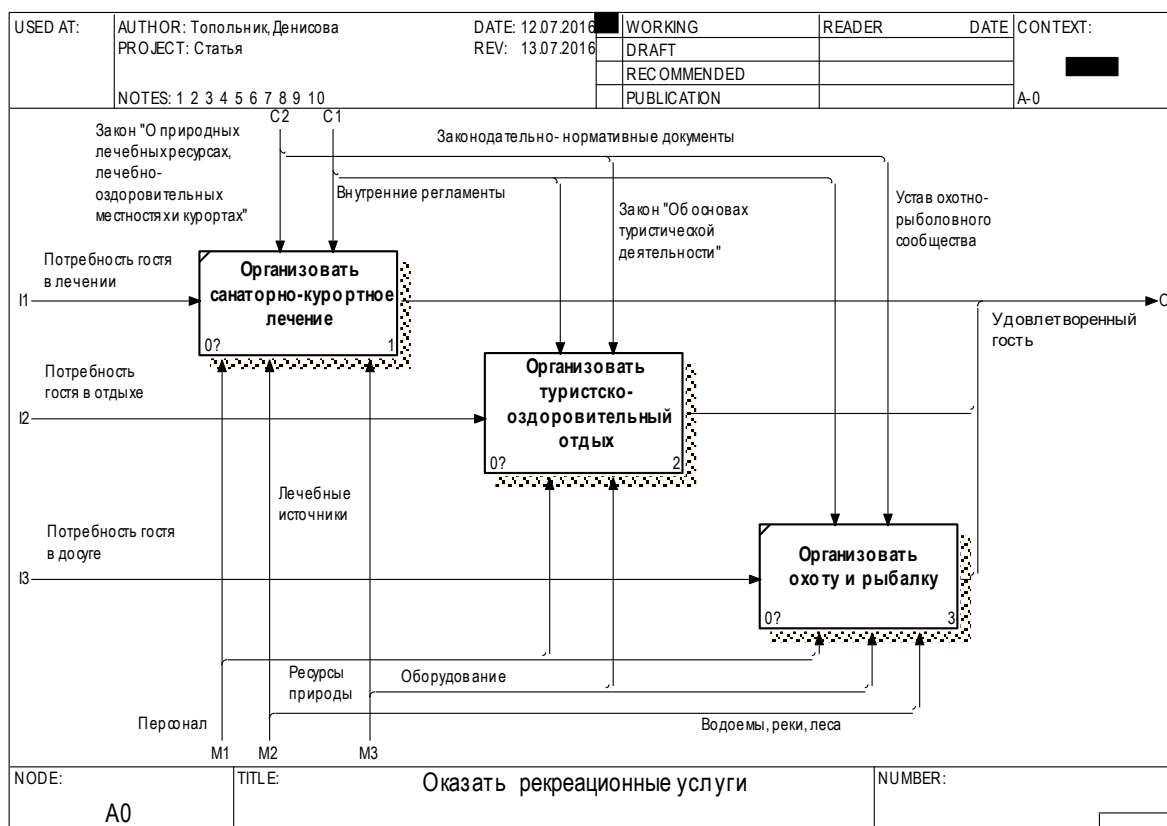 USED AT:
AUTHOR: Топольник, Денисова
DATE: 12.07.2016
WORKING
READER
DATE
CONTEXT:
PROJECT: Статья
REV: 13.07.2016
DRAFT
RECOMMENDED
NOTES: 1 2 3 4 5 6 7 8 9 10
PUBLICATION
A-0
C2
C1
Закон "О природных
лечебных ресурсах,
лечебно-
оздоровительных
местностях и курортах"
Законодательно- нормативные документы
Внутренние регламенты
Закон "Об основах
туристической
деятельности"
Устав охотно-
рыболовного
сообщества
Потребность гостя
в лечении
I1
Организовать
санаторно-курортное
лечение
0?
1
O
Удовлетворенный
гость
Потребность
гостя в отдыхе
I2
Организовать
туристско-
оздоровительный
отдых
0?
2
Лечебные
источники
Потребность гостя
в досуге
I3
Организовать
охоту и рыбалку
0?
3
Ресурсы
природы
Оборудование
Персонал
Водоемы, реки, леса
M1
M2
M3
NODE:
TITLE:
Оказать рекреационные услуги
NUMBER:
A0